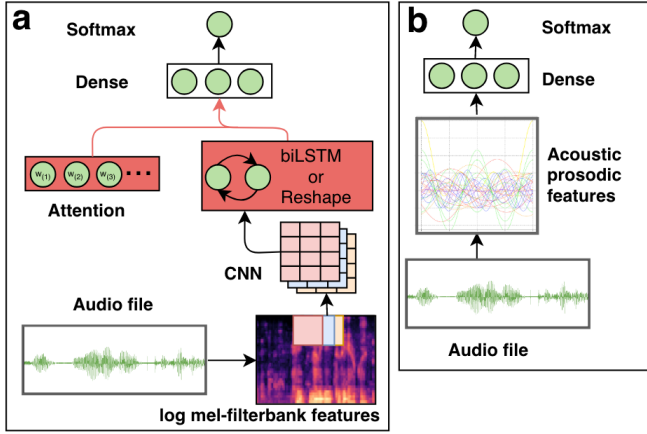 a
Softmax
Dense
w(1) w(2) w(3) ...
Attention
biLSTM
or
Reshape
CNN
Audio file
log mel-filterbank features
b
Softmax
Dense
Acoustic
prosodic
features
Audio file